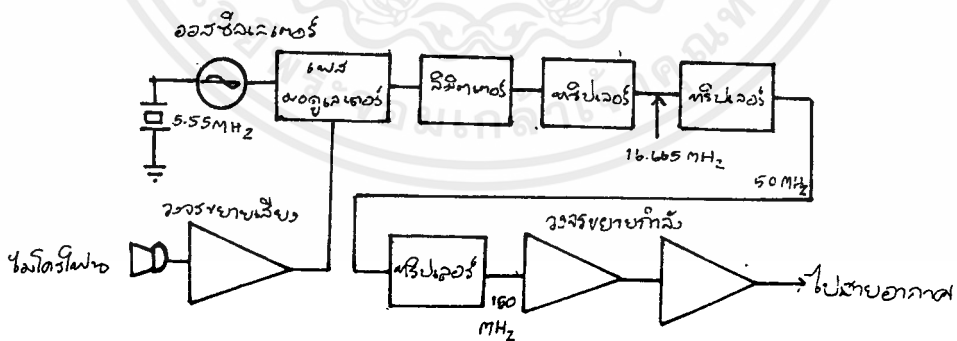 ออสซิลเลเตอร์
เฟส
มอดูเลเตอร์
ลิมิตเตอร์
ทริปเลอร์
ทริปเลอร์
5.55MHz
16.665 MHz
50 MHz
วงจรขยายเสียง
วงจรขยายกำลัง
ไมโครโฟน
ทริปเลอร์
150
MHz
ไปสายอากาศ